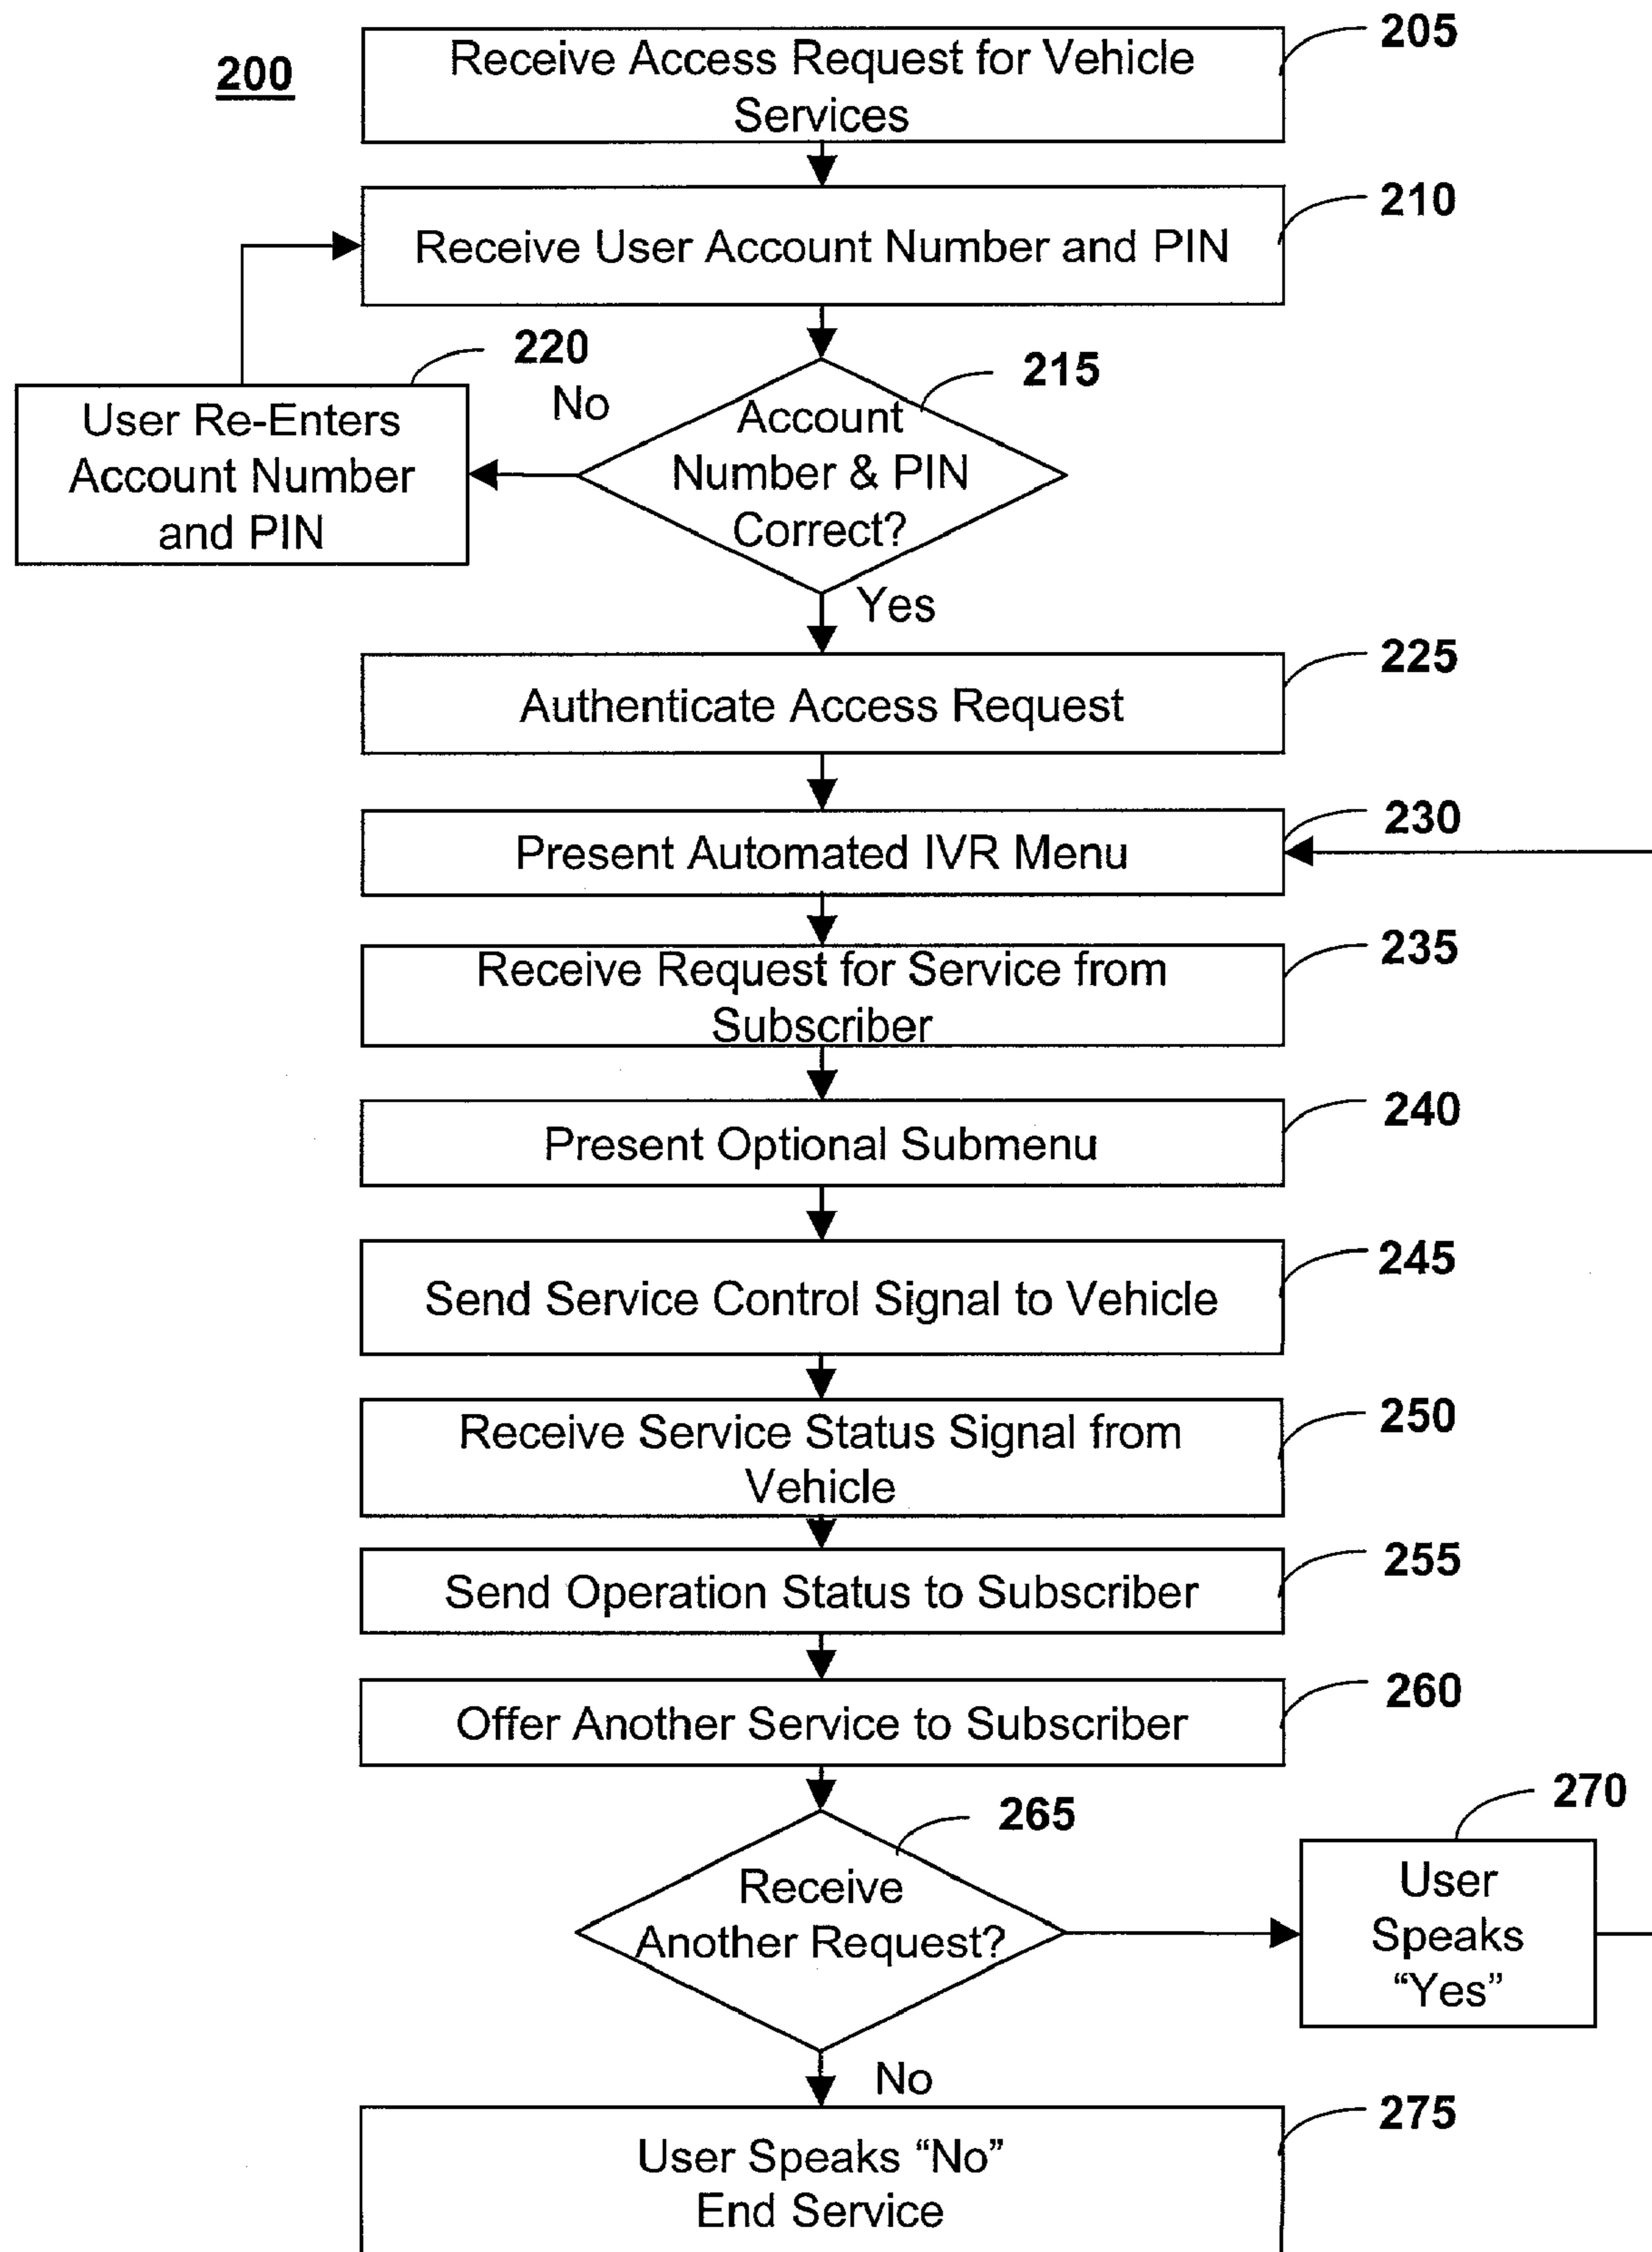 200
Receive Access Request for Vehicle
Services
205
Receive User Account Number and PIN
210
220
User Re-Enters
Account Number
and PIN
No
215
Account
Number & PIN
Correct?
Yes
Authenticate Access Request
225
Present Automated IVR Menu
230
Receive Request for Service from
Subscriber
235
Present Optional Submenu
240
Send Service Control Signal to Vehicle
245
Receive Service Status Signal from
Vehicle
250
Send Operation Status to Subscriber
255
Offer Another Service to Subscriber
260
265
Receive
Another Request?
270
User
Speaks
“Yes”
No
User Speaks “No”
End Service
275